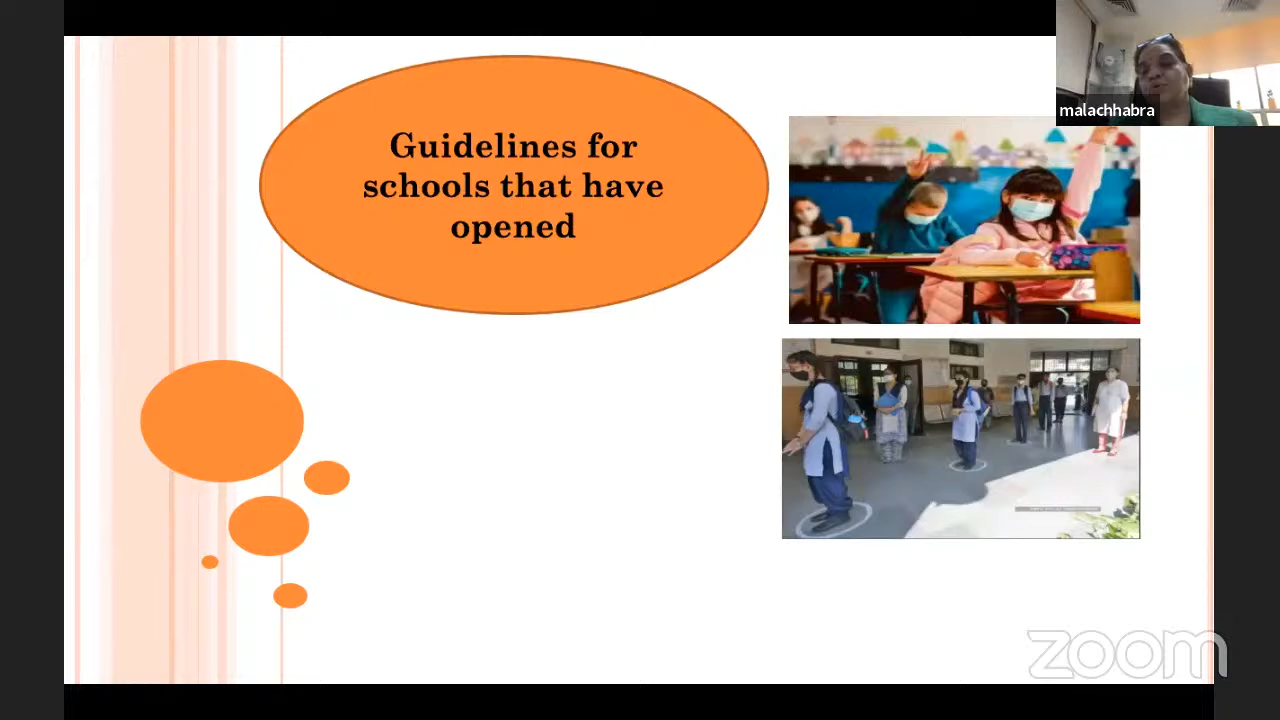 malachhabra
Guidelines for
schools that have
opened
zoom